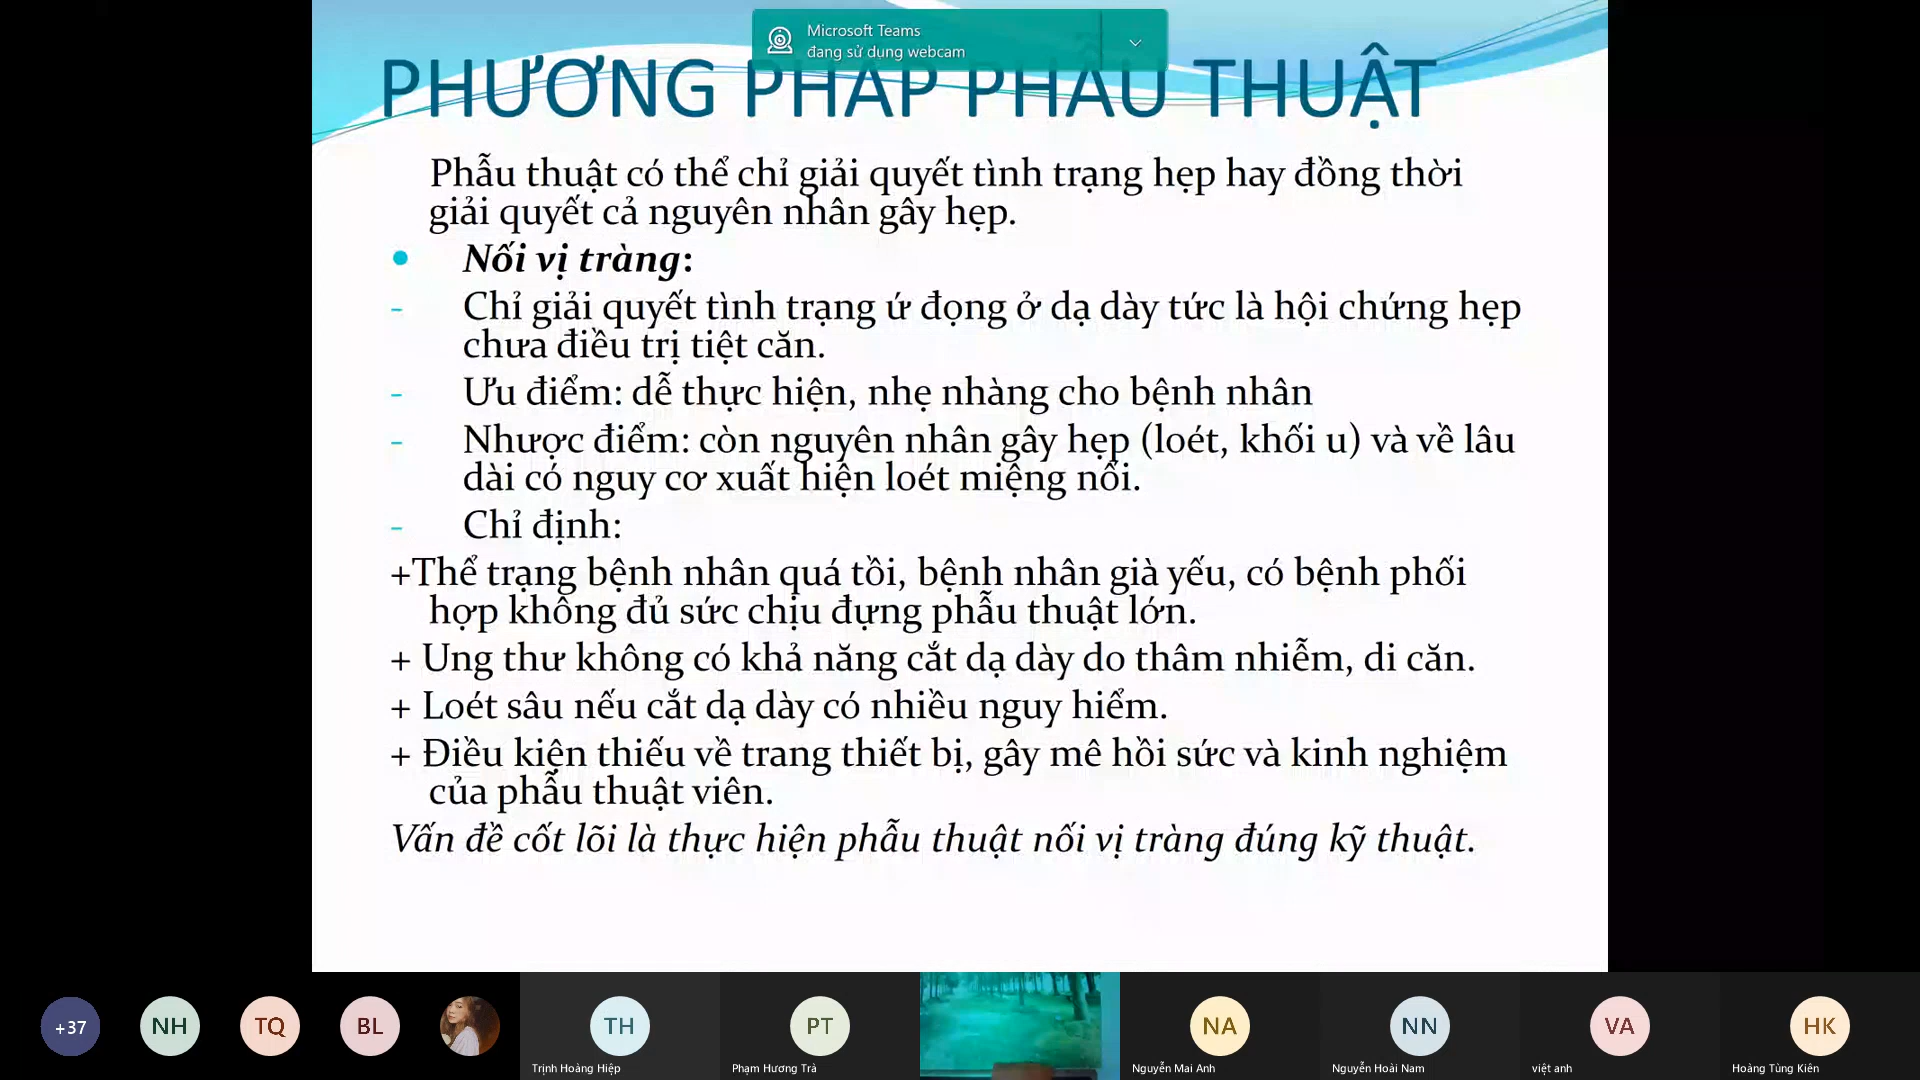 Microsoft Teams
đang sử dụng webcam
PHƯƠNG PHÁP PHẪU THUẬT
Phẫu thuật có thể chỉ giải quyết tình trạng hẹp hay đồng thời
giải quyết cả nguyên nhân gây hẹp.
• Nối vị tràng:
- Chỉ giải quyết tình trạng ứ đọng ở dạ dày tức là hội chứng hẹp
chưa điều trị tiệt căn.
- Ưu điểm: dễ thực hiện, nhẹ nhàng cho bệnh nhân
- Nhược điểm: còn nguyên nhân gây hẹp (loét, khối u) và về lâu
dài có nguy cơ xuất hiện loét miệng nối.
- Chỉ định:
+Thể trạng bệnh nhân quá tồi, bệnh nhân già yếu, có bệnh phối
hợp không đủ sức chịu đựng phẫu thuật lớn.
+ Ung thư không có khả năng cắt dạ dày do thâm nhiễm, di căn.
+ Loét sâu nếu cắt dạ dày có nhiều nguy hiểm.
+ Điều kiện thiếu về trang thiết bị, gây mê hồi sức và kinh nghiệm
của phẫu thuật viên.
Vấn đề cốt lõi là thực hiện phẫu thuật nối vị tràng đúng kỹ thuật.
+37
NH
TQ
BL
TH
Trịnh Hoàng Hiệp
PT
Phạm Hương Trà
NA
Nguyễn Mai Anh
NN
Nguyễn Hoài Nam
VA
việt anh
HK
Hoàng Tùng Kiên